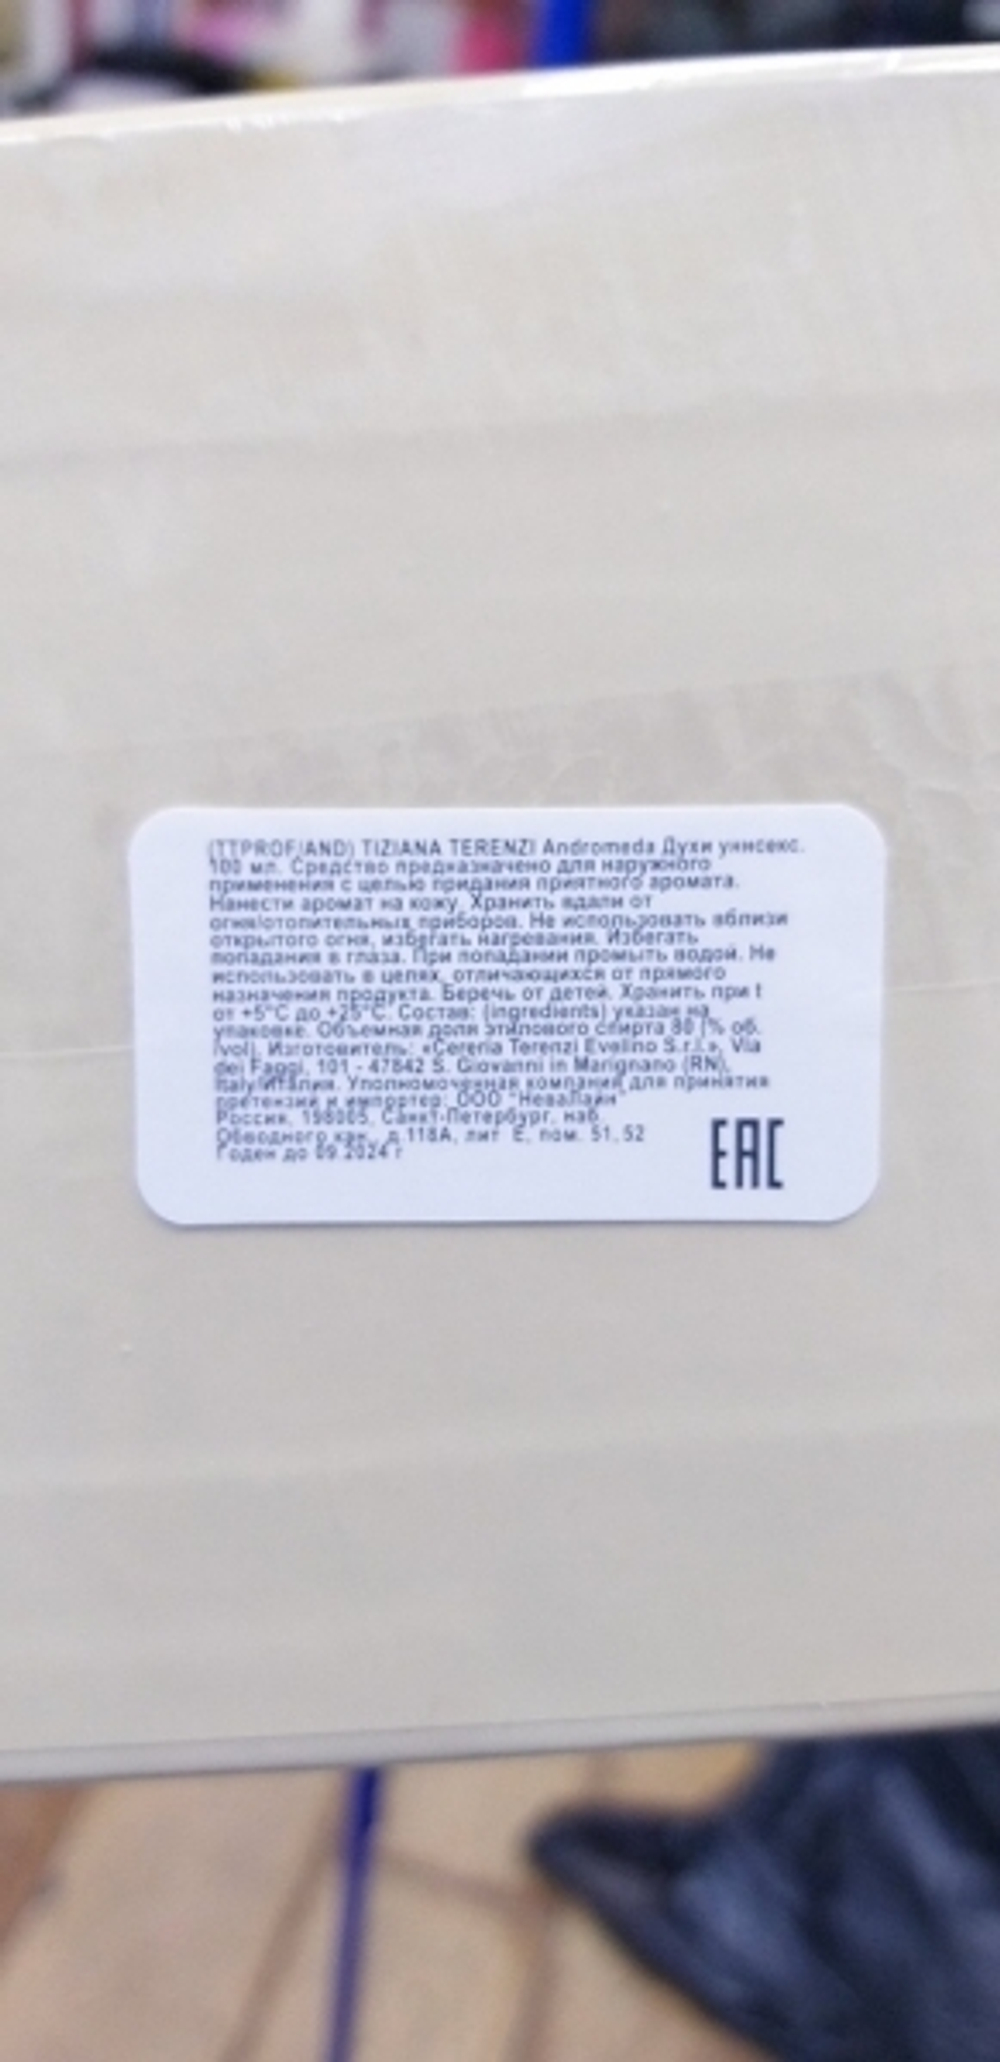 (TTPROF/AND) TIZIANA TERENZI Andromeda Духи унисекс.
100 мл. Средство предназначено для наружного
применения с целью придания приятного аромата.
Нанести аромат на кожу. Хранить вдали от
огня/отопительных приборов. Не использовать вблизи
открытого огня, избегать нагревания. Избегать
попадания в глаза. При попадании промыть водой. Не
использовать в целях, отличающихся от прямого
назначения продукта. Беречь от детей. Хранить при t
от +5°C до +25°C. Состав: (ingredients) указан на
упаковке. Объемная доля этилового спирта 80 (% об.
/vol). Изготовитель: «Cereria Terenzi Evelino S.r.l.», Via
dei Faggi, 101 - 47842 S. Giovanni in Marignano (RN),
Italy/Италия. Уполномоченная компания для принятия
претензий и импортер: ООО "НеваЛайн"
Россия, 198005, Санкт-Петербург, наб.
Обводного кан., д.118А, лит Е, пом. 51, 52
Годен до 09.2024 г
EAC